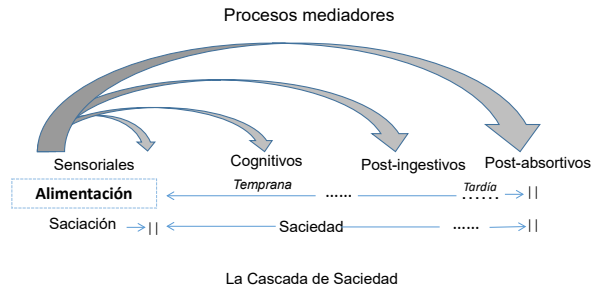 Procesos mediadores
Sensoriales Cognitivos Post-ingestivos Post-absortivos
Alimentación Temprana ...... Tardía ...... ||
Saciación || Saciedad ...... ||
La Cascada de Saciedad